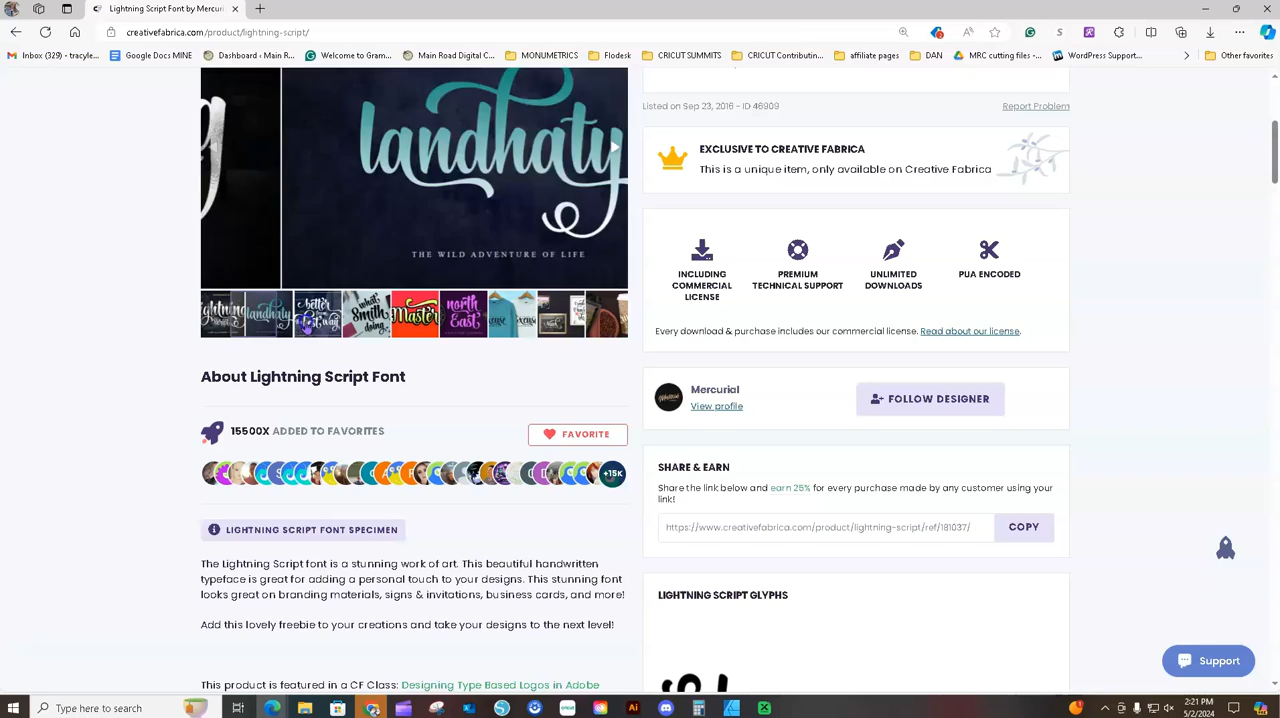 Lightning Script Font by Mercuri
creativefabrica.com/product/lightning-script/
Inbox (329) - tracyle...
Google Docs MINE
Dashboard ‹ Main R...
Welcome to Gram...
Main Road Digital C...
MONUMETRICS
Flodesk
CRICUT SUMMITS
CRICUT Contributin...
affiliate pages
DAN
MRC cutting files-...
WordPress Support...
Other favorites
landhaty
THE WILD ADVENTURE OF LIFE
Listed on Sep 23, 2016 - ID 46909
Report Problem
EXCLUSIVE TO CREATIVE FABRICA
This is a unique item, only available on Creative Fabrica
INCLUDING
COMMERCIAL
LICENSE
PREMIUM
TECHNICAL SUPPORT
UNLIMITED
DOWNLOADS
PUA ENCODED
Every download & purchase includes our commercial license. Read about our license.
better
what
Smith
doing
Master
north
East
About Lightning Script Font
15500X ADDED TO FAVORITES
FAVORITE
+15K
Mercurial
View profile
FOLLOW DESIGNER
SHARE & EARN
Share the link below and earn 25% for every purchase made by any customer using your
link!
https://www.creativefabrica.com/product/lightning-script/ref/181037/
COPY
LIGHTNING SCRIPT FONT SPECIMEN
The Lightning Script font is a stunning work of art. This beautiful handwritten
typeface is great for adding a personal touch to your designs. This stunning font
looks great on branding materials, signs & invitations, business cards, and more!
Add this lovely freebie to your creations and take your designs to the next level!
This product is featured in a CF Class: Designing Type Based Logos in Adobe
LIGHTNING SCRIPT GLYPHS
Support
Type here to search
2:21 PM
5/2/2024